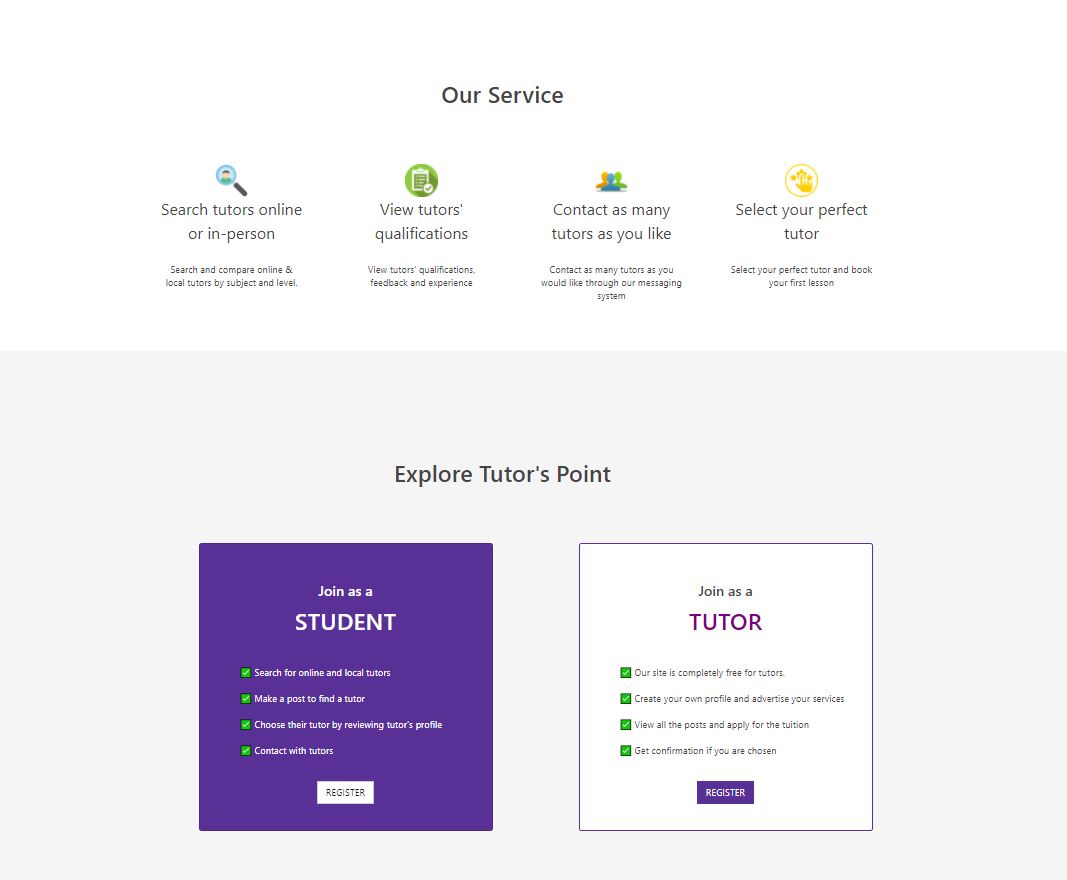 Our Service
Search tutors online
or in-person
Search and compare online &
local tutors by subject and level.
View tutors'
qualifications
View tutors' qualifications,
feedback and experience
Contact as many
tutors as you like
Contact as many tutors as you
would like through our messaging
system
Select your perfect
tutor
Select your perfect tutor and book
your first lesson
Explore Tutor's Point
Join as a
STUDENT
Search for online and local tutors
Make a post to find a tutor
Choose their tutor by reviewing tutor's profile
Contact with tutors
REGISTER
Join as a
TUTOR
Our site is completely free for tutors.
Create your own profile and advertise your services
View all the posts and apply for the tuition
Get confirmation if you are chosen
REGISTER